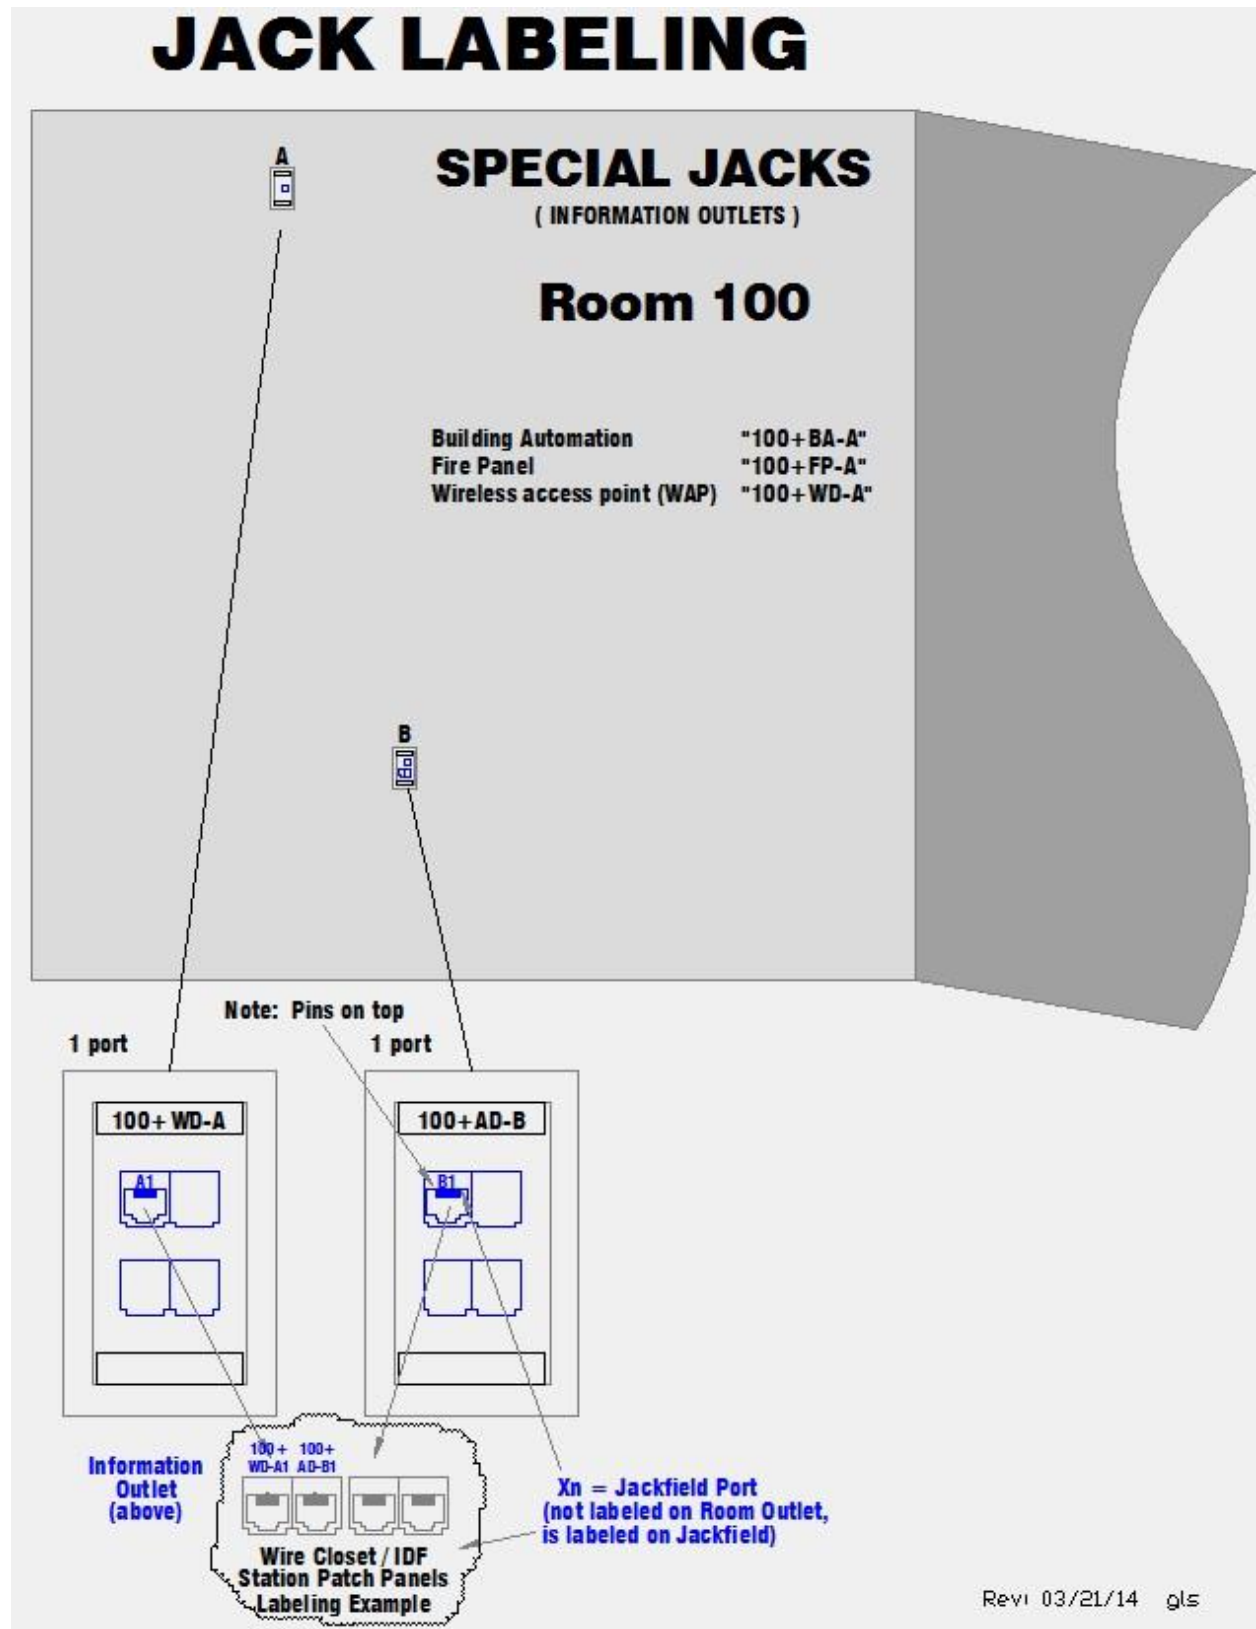 JACK LABELING
A
SPECIAL JACKS
( INFORMATION OUTLETS )
Room 100
Building Automation "100+BA-A"
Fire Panel "100+FP-A"
Wireless access point (WAP) "100+WD-A"
B
Note: Pins on top
1 port 1 port
100+WD-A 100+AD-B
A1 B1
100+ 100+
WD-A1 AD-B1
Information
Outlet
(above)
Xn = Jackfield Port
(not labeled on Room Outlet,
is labeled on Jackfield)
Wire Closet / IDF
Station Patch Panels
Labeling Example
Rev: 03/21/14 gls